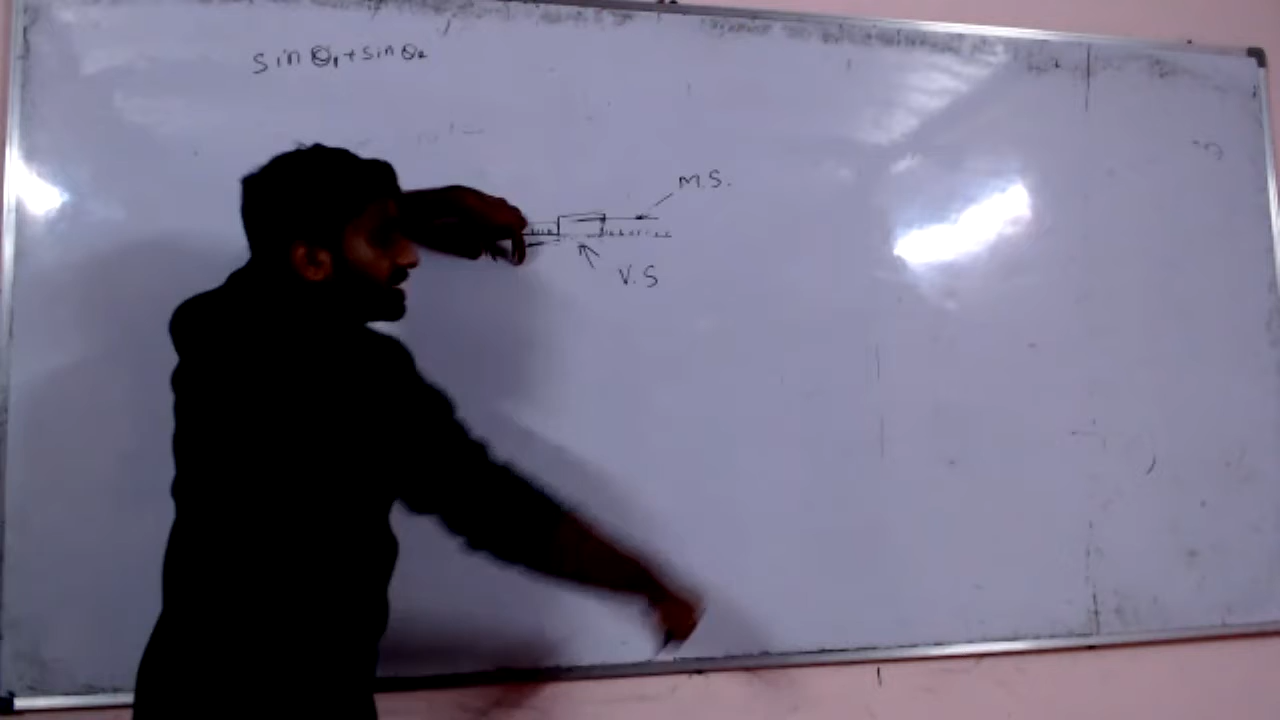 sin θ₁ + sin θ₂
M.S.
V.S